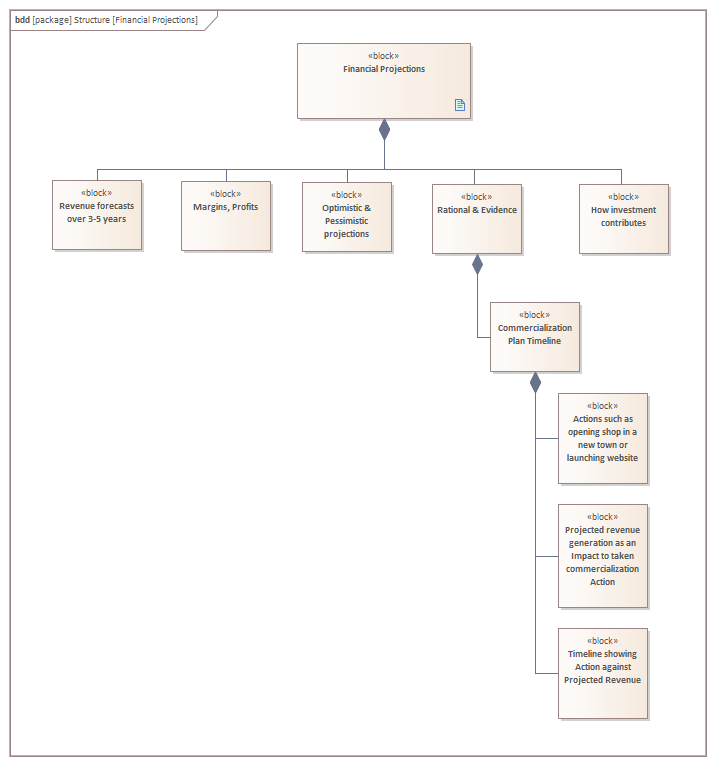 bdd [package] Structure [Financial Projections]
«block»
Financial Projections
«block»
Revenue forecasts
over 3-5 years
«block»
Margins, Profits
«block»
Optimistic &
Pessimistic
projections
«block»
Rational & Evidence
«block»
How investment
contributes
«block»
Commercialization
Plan Timeline
«block»
Actions such as
opening shop in a
new town or
launching website
«block»
Projected revenue
generation as an
Impact to taken
commercialization
Action
«block»
Timeline showing
Action against
Projected Revenue